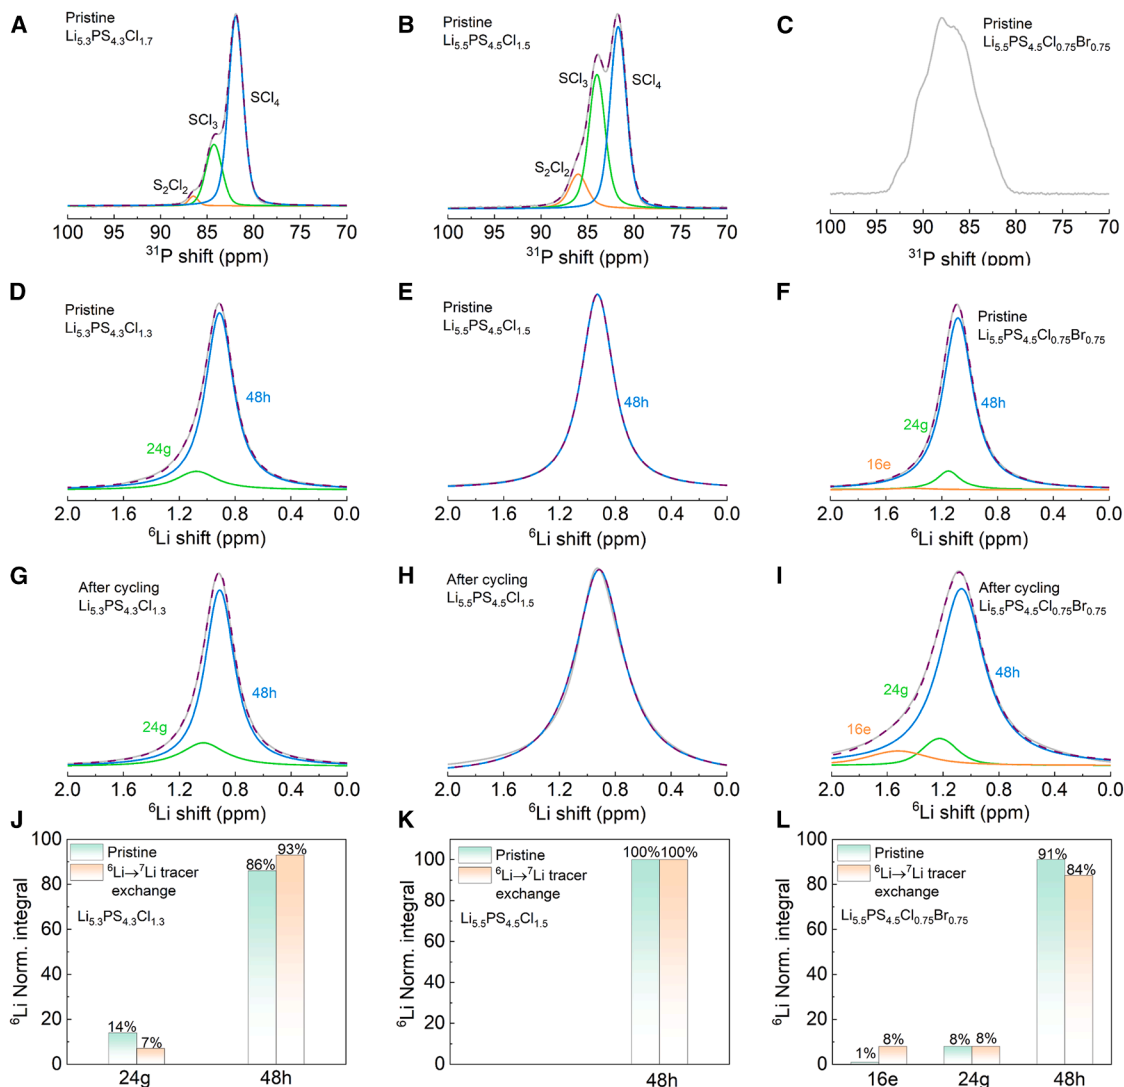 A
Pristine
Li5.3PS4.3Cl1.7
SCl4
SCl3
S2Cl2
100 95 90 85 80 75 70
31P shift (ppm)
B
Pristine
Li5.5PS4.5Cl1.5
SCl3
SCl4
S2Cl2
100 95 90 85 80 75 70
31P shift (ppm)
C
Pristine
Li5.5PS4.5Cl0.75Br0.75
100 95 90 85 80 75 70
31P shift (ppm)
D
Pristine
Li5.3PS4.3Cl1.3
48h
24g
2.0 1.6 1.2 0.8 0.4 0.0
6Li shift (ppm)
E
Pristine
Li5.5PS4.5Cl1.5
48h
2.0 1.6 1.2 0.8 0.4 0.0
6Li shift (ppm)
F
Pristine
Li5.5PS4.5Cl0.75Br0.75
48h
24g
16e
2.0 1.6 1.2 0.8 0.4 0.0
6Li shift (ppm)
G
After cycling
Li5.3PS4.3Cl1.3
48h
24g
2.0 1.6 1.2 0.8 0.4 0.0
6Li shift (ppm)
H
After cycling
Li5.5PS4.5Cl1.5
2.0 1.6 1.2 0.8 0.4 0.0
6Li shift (ppm)
I
After cycling
Li5.5PS4.5Cl0.75Br0.75
48h
24g
16e
2.0 1.6 1.2 0.8 0.4 0.0
6Li shift (ppm)
J
6Li Norm. integral
100
80
60
40
20
0
Pristine
6Li→7Li tracer
exchange
Li5.3PS4.3Cl1.3
86% 93%
14% 7%
24g 48h
K
6Li Norm. integral
100
80
60
40
20
0
Pristine
6Li→7Li tracer
exchange
Li5.5PS4.5Cl1.5
100% 100%
48h
L
6Li Norm. integral
100
80
60
40
20
0
Pristine
6Li→7Li tracer
exchange
Li5.5PS4.5Cl0.75Br0.75
91% 84%
1% 8% 8% 8%
16e 24g 48h